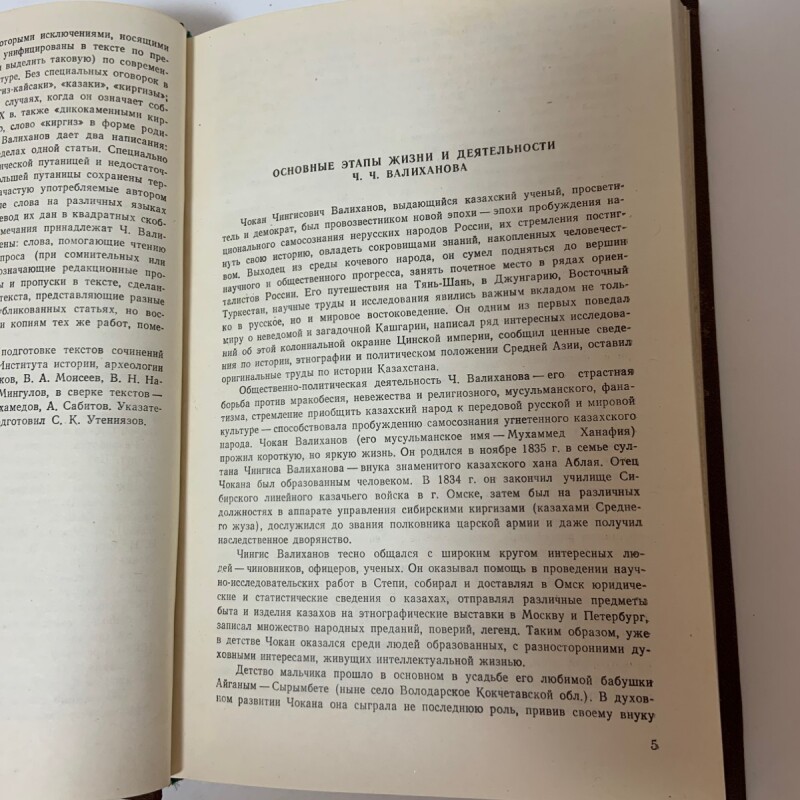 оторыми исключениями, носящими
унифицированы в тексте по пре-
и выделить таковую) по современ-
туре. Без специальных оговорок в
гиз-кайсаки», «казаки», «киргизы»;
случаях, когда он означает соб-
X в. также «дикокаменными кир-
р, слово «киргиз» в форме роди-
Валиханов дает два написания:
делах одной статьи. Специально
ической путаницей и недостаточ-
льшей путаницы сохранены тер-
частую употребляемые автором
ые слова на различных языках
евод их дан в квадратных скоб-
мечания принадлежат Ч. Вали-
ены: слова, помогающие чтению
проса (при сомнительных или
означающие редакционные про-
ы и пропуски в тексте, сделан-
текста, представляющие разные
убликованных статьях, но вос-
и копиям тех же работ, поме-
подготовке текстов сочинений
Института истории, археологии
ков, В. А. Моисеев, В. Н. На-
Мингулов, в сверке текстов —
хамедов, А. Сабитов. Указате-
одготовил С. К. Утениязов.
ОСНОВНЫЕ ЭТАПЫ ЖИЗНИ И ДЕЯТЕЛЬНОСТИ
Ч. Ч. ВАЛИХАНОВА
Чокан Чингисович Валиханов, выдающийся казахский ученый, просвети-
тель и демократ, был провозвестником новой эпохи — эпохи пробуждения на-
ционального самосознания нерусских народов России, их стремления постиг-
нуть свою историю, овладеть сокровищами знаний, накопленных человечест-
вом. Выходец из среды кочевого народа, он сумел подняться до вершин
научного и общественного прогресса, занять почетное место в рядах ориен-
талистов России. Его путешествия на Тянь-Шань, в Джунгарию, Восточный
Туркестан, научные труды и исследования явились важным вкладом не толь-
ко в русское, но и мировое востоковедение. Он одним из первых поведал
миру о неведомой и загадочной Кашгарии, написал ряд интересных исследова-
ний об этой колониальной окраине Цинской империи, сообщил ценные сведе-
ния по истории, этнографии и политическом положении Средней Азии, оставил
оригинальные труды по истории Казахстана.
Общественно-политическая деятельность Ч. Валиханова — его страстная
борьба против мракобесия, невежества и религиозного, мусульманского, фана-
тизма, стремление приобщить казахский народ к передовой русской и мировой
культуре — способствовала пробуждению самосознания угнетенного казахского
народа. Чокан Валиханов (его мусульманское имя — Мухаммед Ханафия)
прожил короткую, но яркую жизнь. Он родился в ноябре 1835 г. в семье сул-
тана Чингиса Валиханова — внука знаменитого казахского хана Аблая. Отец
Чокана был образованным человеком. В 1834 г. он закончил училище Си-
бирского линейного казачьего войска в г. Омске, затем был на различных
должностях в аппарате управления сибирскими киргизами (казахами Средне-
го жуза), дослужился до звания полковника царской армии и даже получил
наследственное дворянство.
Чингис Валиханов тесно общался с широким кругом интересных лю-
дей — чиновников, офицеров, ученых. Он оказывал помощь в проведении науч-
но-исследовательских работ в Степи, собирал и доставлял в Омск юридиче-
ские и статистические сведения о казахах, отправлял различные предметы
быта и изделия казахов на этнографические выставки в Москву и Петербург,
записал множество народных преданий, поверий, легенд. Таким образом, уже
в детстве Чокан оказался среди людей образованных, с разносторонними ду-
ховными интересами, живущих интеллектуальной жизнью.
Детство мальчика прошло в основном в усадьбе его любимой бабушки
Айганым — Сырымбете (ныне село Володарское Кокчетавской обл.). В духов-
ном развитии Чокана она сыграла не последнюю роль, привив своему внуку
5